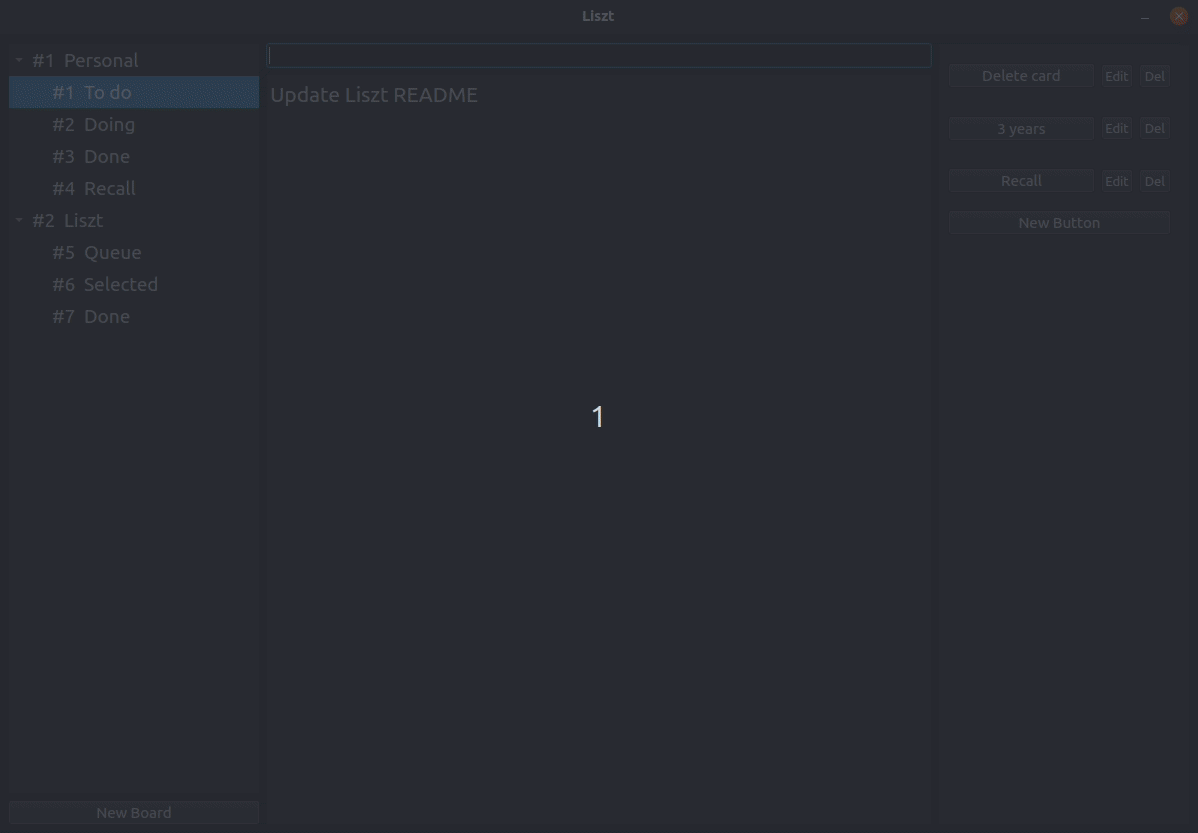 Liszt
#1 Personal
#1 To do
#2 Doing
#3 Done
#4 Recall
#2 Liszt
#5 Queue
#6 Selected
#7 Done
New Board
Update Liszt README
1
Delete card Edit Del
3 years Edit Del
Recall Edit Del
New Button